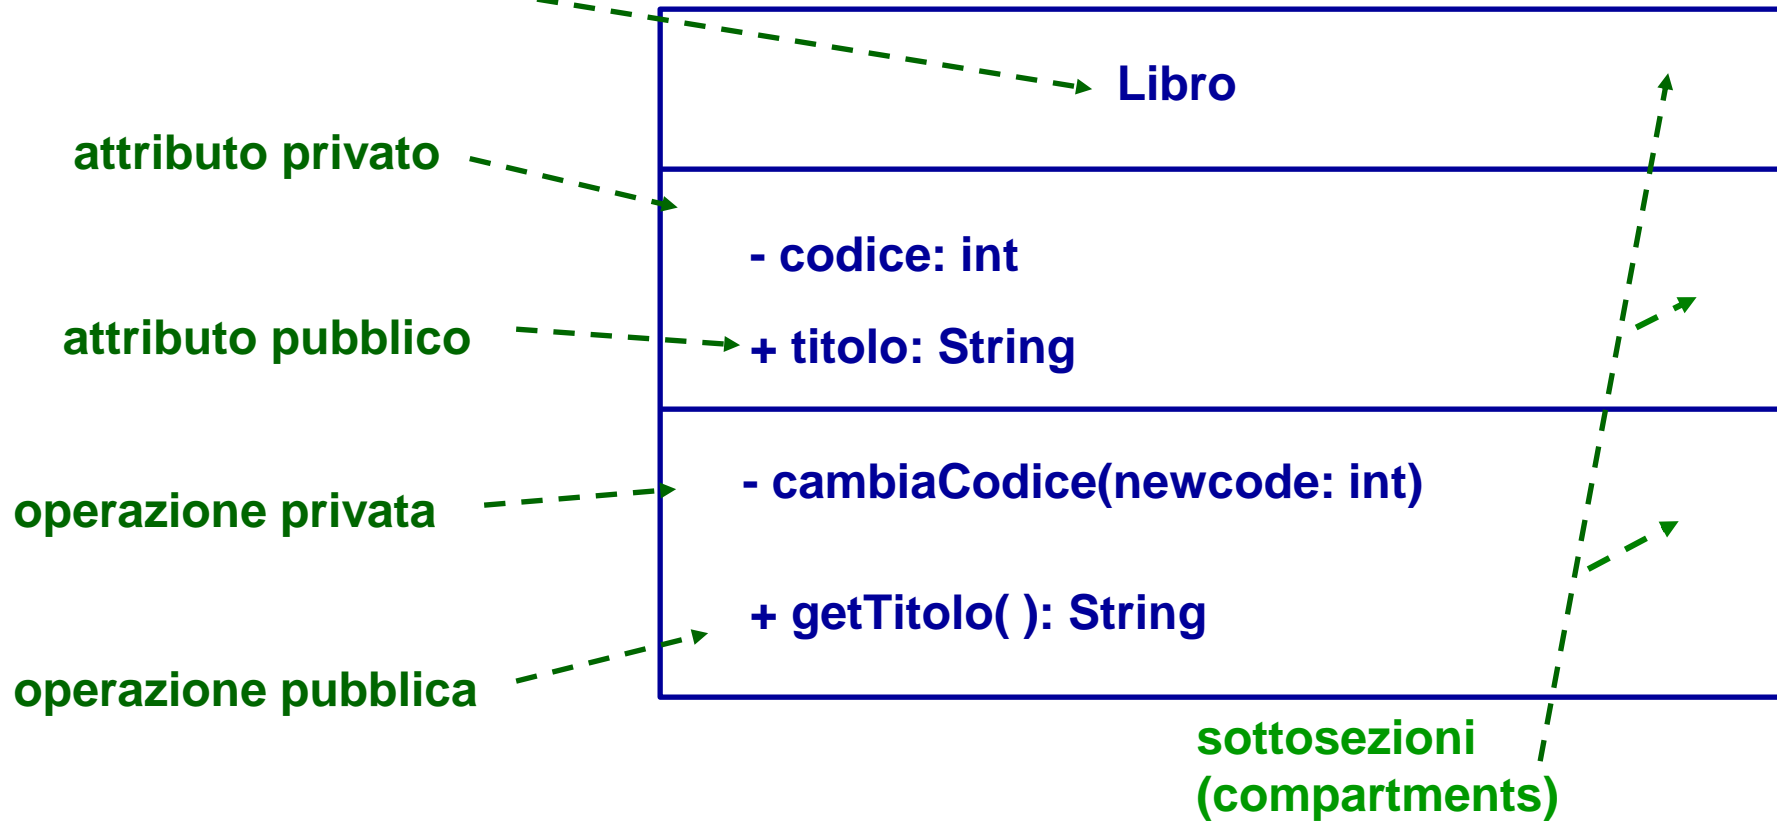 Libro
attributo privato
- codice: int
attributo pubblico
+ titolo: String
- cambiaCodice(newcode: int)
operazione privata
+ getTitolo( ): String
operazione pubblica
sottosezioni
(compartments)